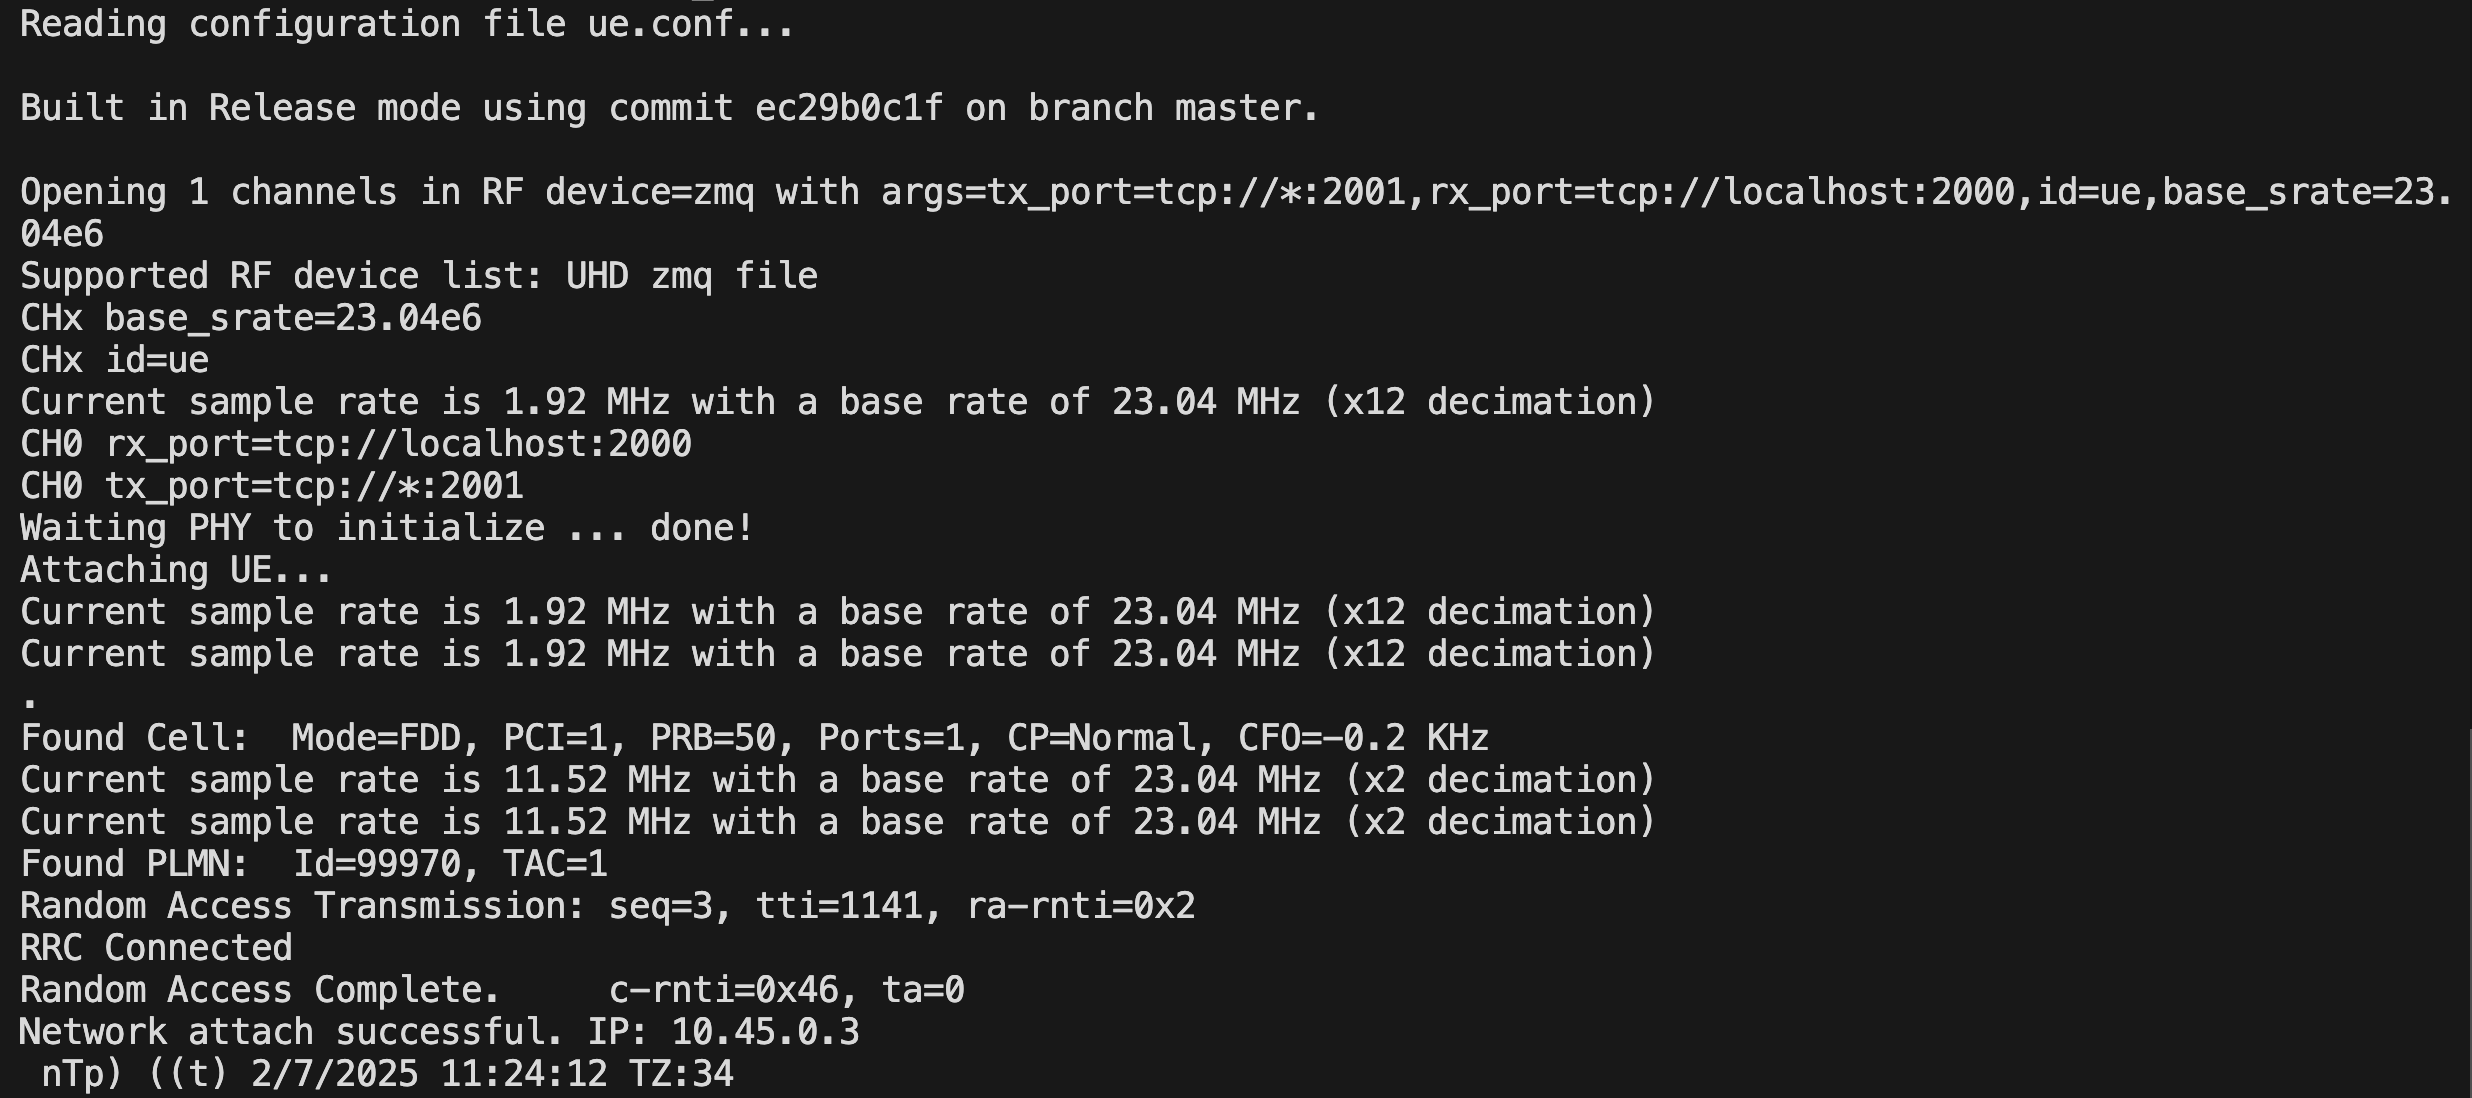 Reading configuration file ue.conf...
Built in Release mode using commit ec29b0c1f on branch master.
Opening 1 channels in RF device=zmq with args=tx_port=tcp://*:2001,rx_port=tcp://localhost:2000,id=ue,base_srate=23.
04e6
Supported RF device list: UHD zmq file
CHx base_srate=23.04e6
CHx id=ue
Current sample rate is 1.92 MHz with a base rate of 23.04 MHz (x12 decimation)
CH0 rx_port=tcp://localhost:2000
CH0 tx_port=tcp://*:2001
Waiting PHY to initialize ... done!
Attaching UE...
Current sample rate is 1.92 MHz with a base rate of 23.04 MHz (x12 decimation)
Current sample rate is 1.92 MHz with a base rate of 23.04 MHz (x12 decimation)
.
Found Cell:  Mode=FDD, PCI=1, PRB=50, Ports=1, CP=Normal, CFO=-0.2 KHz
Current sample rate is 11.52 MHz with a base rate of 23.04 MHz (x2 decimation)
Current sample rate is 11.52 MHz with a base rate of 23.04 MHz (x2 decimation)
Found PLMN:  Id=99970, TAC=1
Random Access Transmission: seq=3, tti=1141, ra-rnti=0x2
RRC Connected
Random Access Complete.     c-rnti=0x46, ta=0
Network attach successful. IP: 10.45.0.3
 nTp) ((t) 2/7/2025 11:24:12 TZ:34